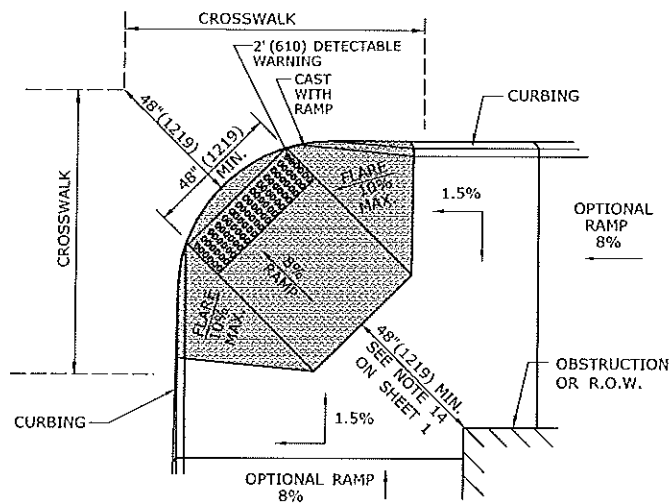 CROSSWALK
2' (610) DETECTABLE
WARNING
CAST
WITH
RAMP
CURBING
48"(1219)
48" (1219)
MIN.
CROSSWALK
FLARE
10%
MAX.
1.5%
OPTIONAL
RAMP
8%
8%
RAMP
FLARE
10%
MAX.
48"(1219) MIN.
SEE NOTE 14
ON SHEET
1
OBSTRUCTION
OR R.O.W.
CURBING
1.5%
OPTIONAL RAMP
8%